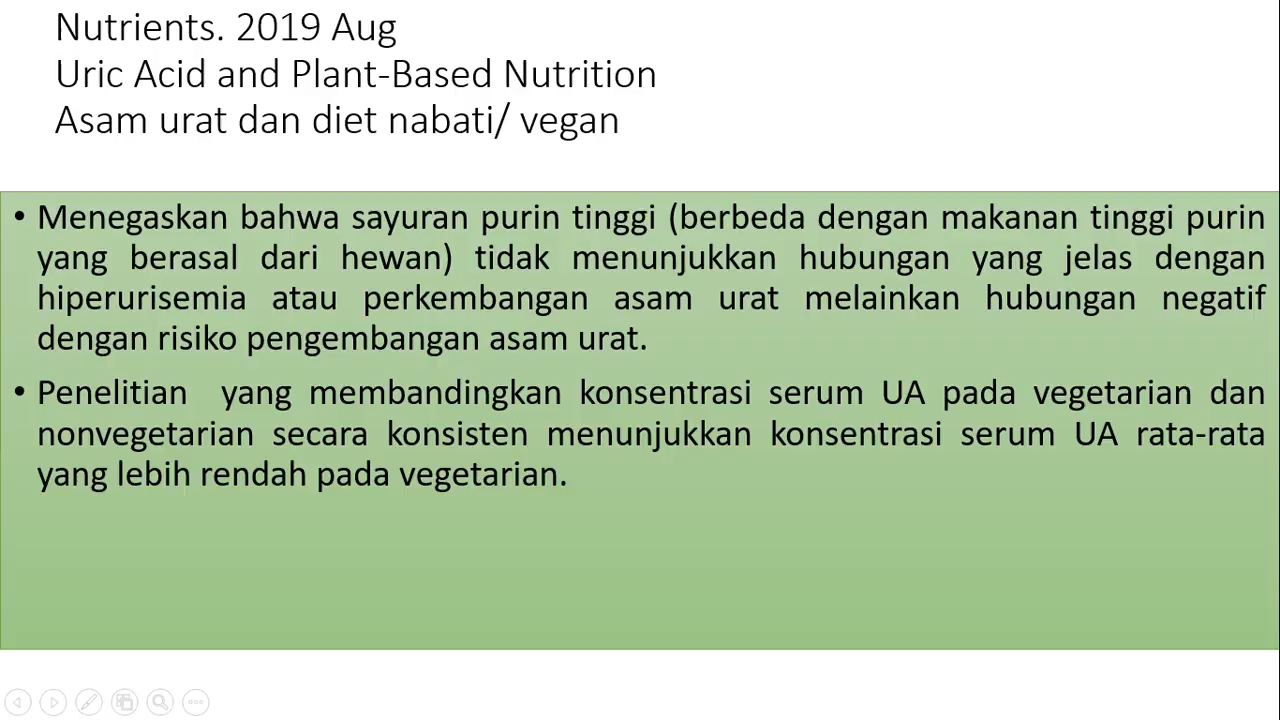 Nutrients. 2019 Aug
Uric Acid and Plant-Based Nutrition
Asam urat dan diet nabati/ vegan
• Menegaskan bahwa sayuran purin tinggi (berbeda dengan makanan tinggi purin
yang berasal dari hewan) tidak menunjukkan hubungan yang jelas dengan
hiperurisemia atau perkembangan asam urat melainkan hubungan negatif
dengan risiko pengembangan asam urat.
• Penelitian yang membandingkan konsentrasi serum UA pada vegetarian dan
nonvegetarian secara konsisten menunjukkan konsentrasi serum UA rata-rata
yang lebih rendah pada vegetarian.